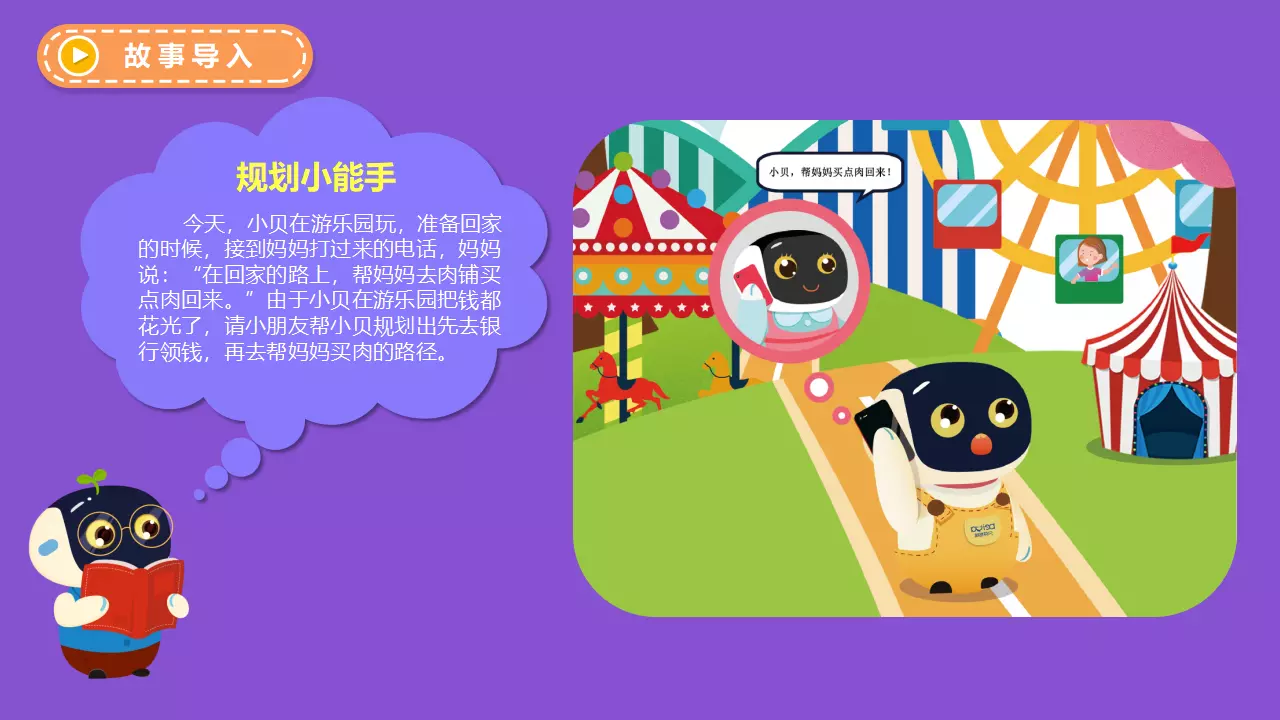 故事导入
规划小能手
今天，小贝在游乐园玩，准备回家
的时候，接到妈妈打过来的电话，妈妈
说：“在回家的路上，帮妈妈去肉铺买
点肉回来。”由于小贝在游乐园把钱都
花光了，请小朋友帮小贝规划出先去银
行领钱，再去帮妈妈买肉的路径。
小贝，帮妈妈买点肉回来！